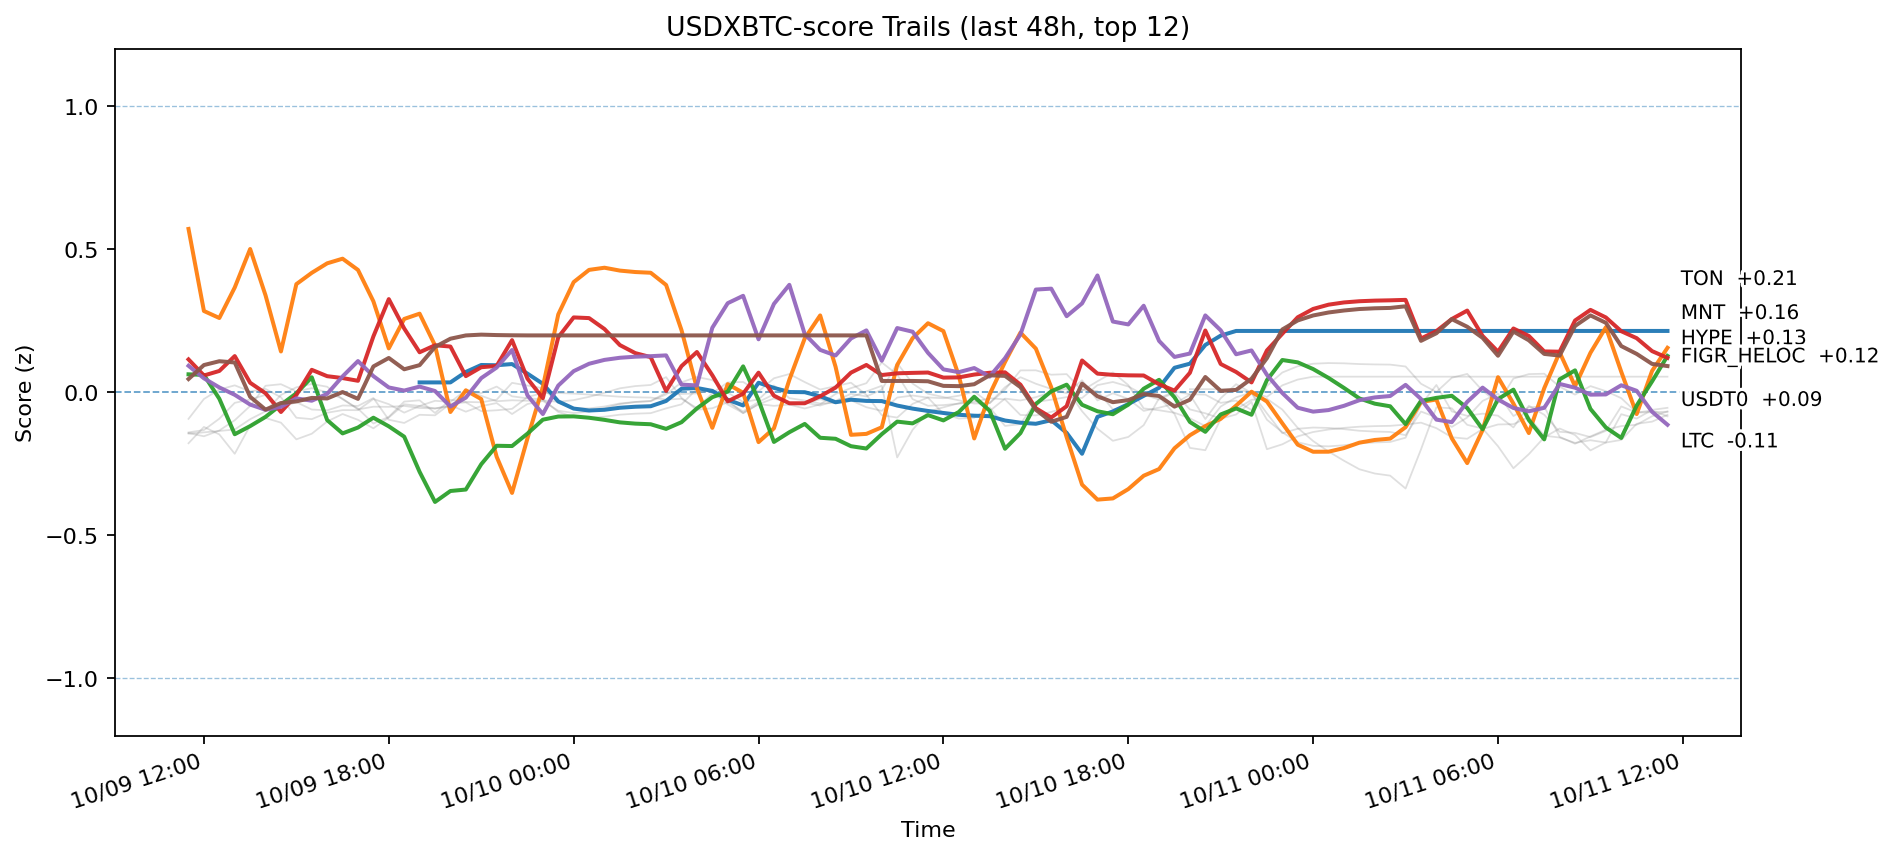 USDXBTC-score Trails (last 48h, top 12)
Score (z)
1.0
0.5
0.0
−0.5
−1.0
TON +0.21
MNT +0.16
HYPE +0.13
FIGR_HELOC +0.12
USDT0 +0.09
LTC -0.11
10/09 12:00
10/09 18:00
10/10 00:00
10/10 06:00
10/10 12:00
10/10 18:00
10/11 00:00
10/11 06:00
10/11 12:00
Time